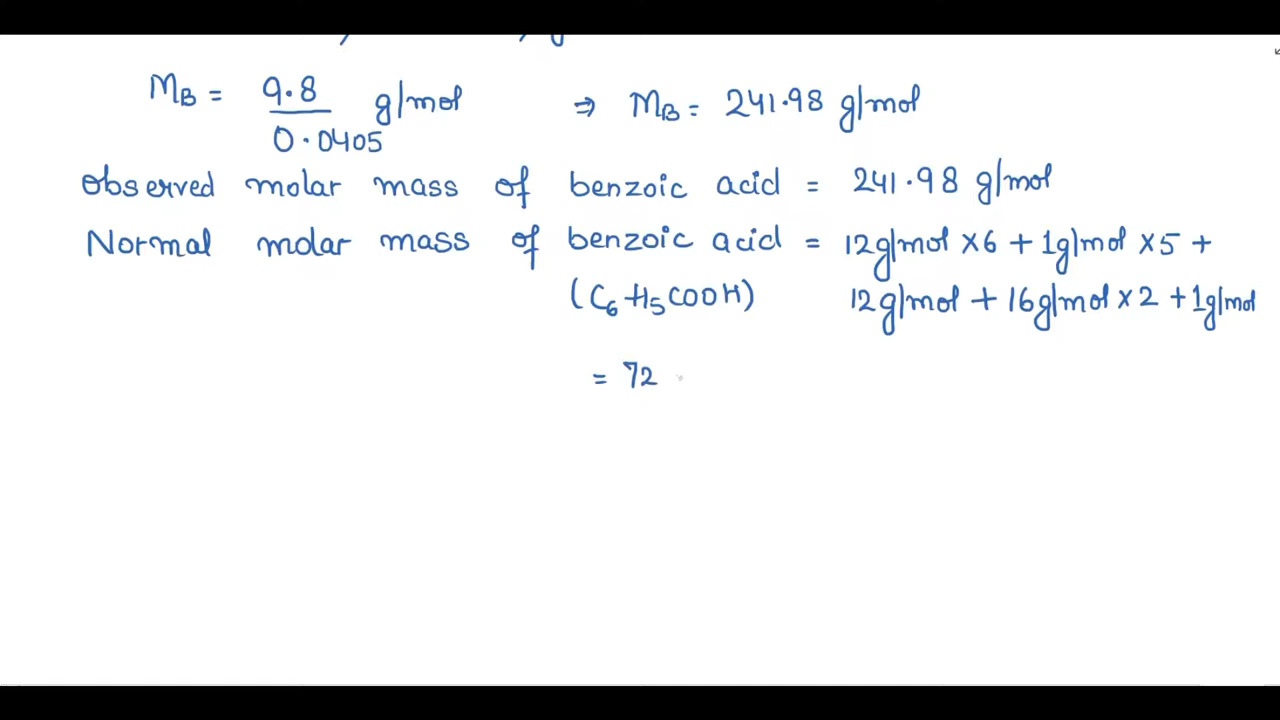 MB = 9.8 / 0.0405 g/mol ⇒ MB = 241.98 g/mol
Observed molar mass of benzoic acid = 241.98 g/mol
Normal molar mass of benzoic acid = 12g/mol ×6 + 1g/mol ×5 +
(C6H5COOH) 12g/mol + 16g/mol ×2 + 1g/mol
= 72